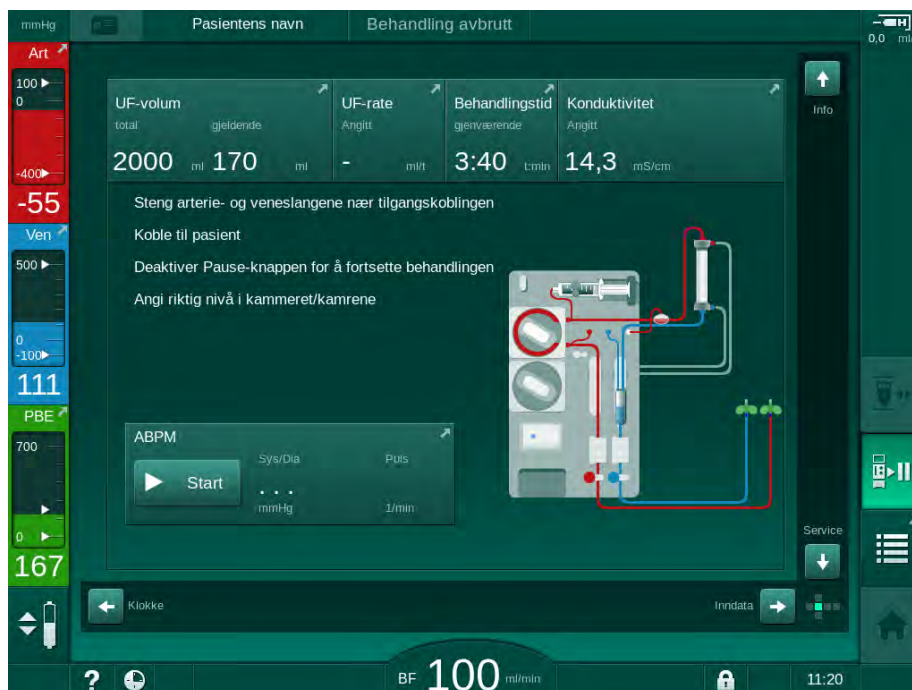 mmHg
Pasientens navn
Behandling avbrutt
0,0 ml/
Art
100
0
-400
-55
Ven
500
0
-100
111
PBE
700
0
167
UF-volum
total gjeldende
2000 ml 170 ml
UF-rate
Angitt
- ml/t
Behandlingstid
gjenværende
3:40 t:min
Konduktivitet
Angitt
14,3 mS/cm
Info
Steng arterie- og veneslangene nær tilgangskoblingen
Koble til pasient
Deaktiver Pause-knappen for å fortsette behandlingen
Angi riktig nivå i kammeret/kamrene
ABPM
Sys/Dia Puls
Start . . .
mmHg 1/min
Service
Klokke
Inndata
? BF 100 ml/min 11:20